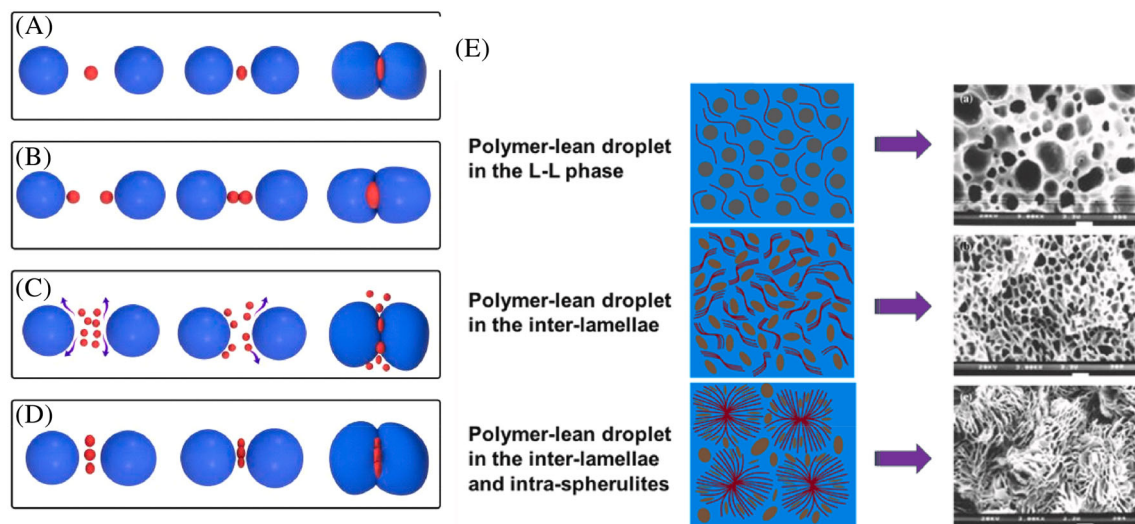 (A)
(B)
(C)
(D)
(E)
Polymer-lean droplet
in the L-L phase
(a)
Polymer-lean droplet
in the inter-lamellae
Polymer-lean droplet
in the inter-lamellae
and intra-spherulites